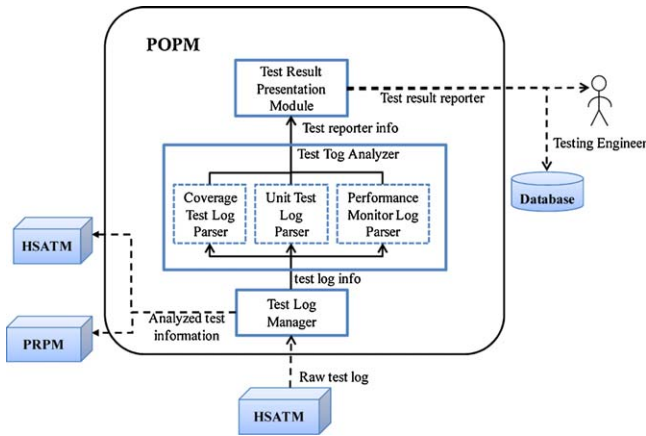 POPM
Test Result
Presentation
Module
Test result reporter
Testing Engineer
Test reporter info
Test Tog Analyzer
Database
Coverage
Test Log
Parser
Unit Test
Log
Parser
Performance
Monitor Log
Parser
HSATM
test log info
Test Log
Manager
Analyzed test
information
PRPM
Raw test log
HSATM